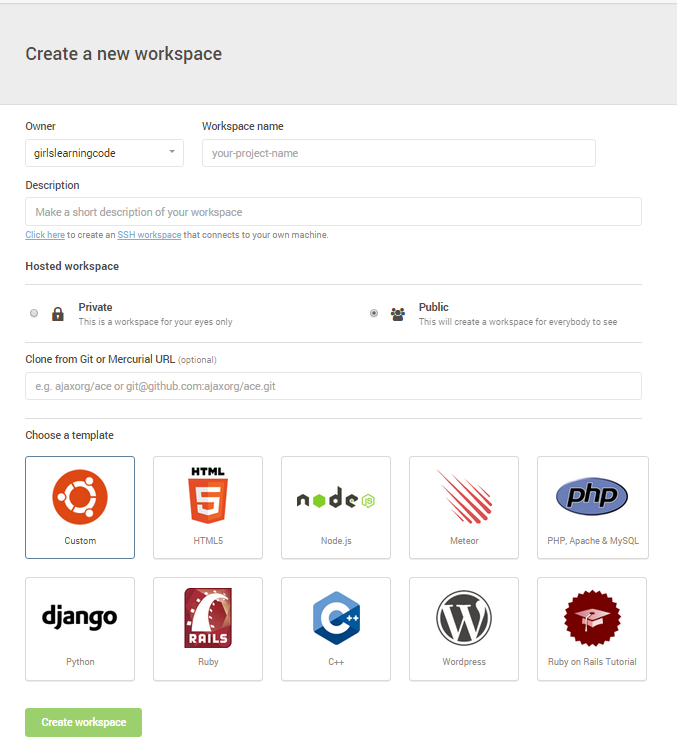 Create a new workspace
Owner
Workspace name
girlslearningcode
your-project-name
Description
Make a short description of your workspace
Click here to create an SSH workspace that connects to your own machine.
Hosted workspace
Private
This is a workspace for your eyes only
Public
This will create a workspace for everybody to see
Clone from Git or Mercurial URL (optional)
e.g. ajaxorg/ace or git@github.com:ajaxorg/ace.git
Choose a template
HTML
5
node JS
php
Custom
HTML5
Node.js
Meteor
PHP, Apache & MySQL
django
RAILS
C++
W
Python
Ruby
C++
Wordpress
Ruby on Rails Tutorial
Create workspace